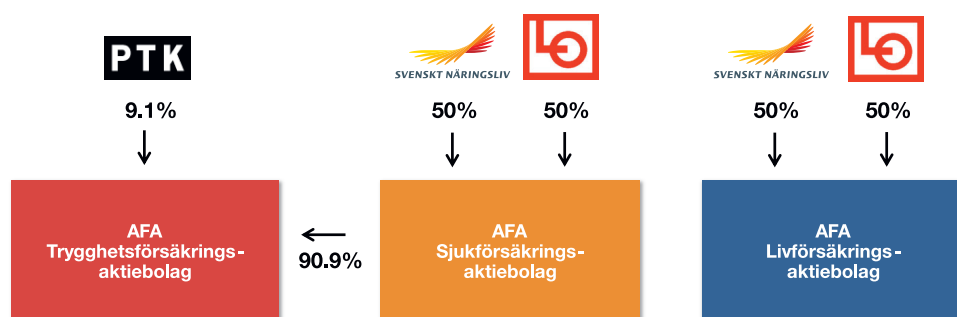 PTK
SVENSKT NÄRINGSLIV
LO
SVENSKT NÄRINGSLIV
LO
9.1%
50%
50%
50%
50%
AFA
Trygghetsförsäkrings-
aktiebolag
90.9%
AFA
Sjukförsäkrings-
aktiebolag
AFA
Livförsäkrings-
aktiebolag